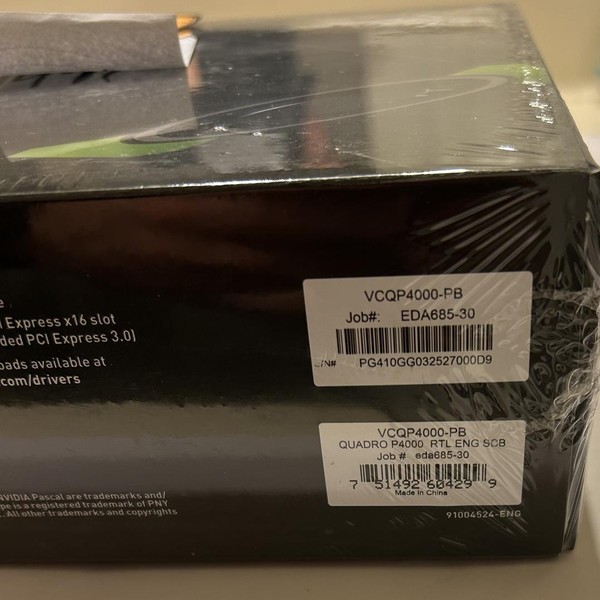 e
Express x16 slot
ded PCI Express 3.0)
oads available at
.com/drivers
VIDIA Pascal are trademarks and/
pe is a registered trademark of PNY
. All other trademarks and copyrights
VCQP4000-PB
Job#: EDA685-30
/N# PG410GG032527000D9
VCQP4000-PB
QUADRO P4000 RTL ENG SCB
Job # eda685-30
7 51492 60429 9
Made in China
91004524-ENG